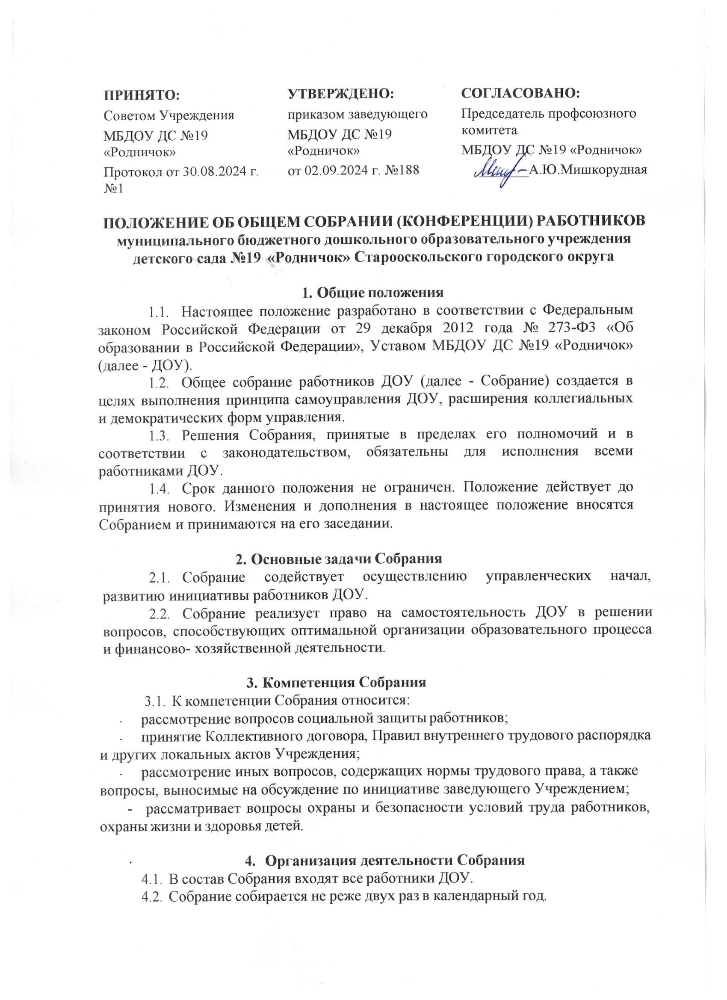 ПРИНЯТО:
Советом Учреждения
МБДОУ ДС №19
«Родничок»
Протокол от 30.08.2024 г.
№1
УТВЕРЖДЕНО:
приказом заведующего
МБДОУ ДС №19
«Родничок»
от 02.09.2024 г. №188
СОГЛАСОВАНО:
Председатель профсоюзного
комитета
МБДОУ ДС №19 «Родничок»
А.Ю.Мишкорудная
ПОЛОЖЕНИЕ ОБ ОБЩЕМ СОБРАНИИ (КОНФЕРЕНЦИИ) РАБОТНИКОВ
муниципального бюджетного дошкольного образовательного учреждения
детского сада №19 «Родничок» Старооскольского городского округа
1. Общие положения
1.1. Настоящее положение разработано в соответствии с Федеральным
законом Российской Федерации от 29 декабря 2012 года № 273-ФЗ «Об
образовании в Российской Федерации», Уставом МБДОУ ДС №19 «Родничок»
(далее - ДОУ).
1.2. Общее собрание работников ДОУ (далее - Собрание) создается в
целях выполнения принципа самоуправления ДОУ, расширения коллегиальных
и демократических форм управления.
1.3. Решения Собрания, принятые в пределах его полномочий и в
соответствии с законодательством, обязательны для исполнения всеми
работниками ДОУ.
1.4. Срок данного положения не ограничен. Положение действует до
принятия нового. Изменения и дополнения в настоящее положение вносятся
Собранием и принимаются на его заседании.
2. Основные задачи Собрания
2.1. Собрание содействует осуществлению управленческих начал,
развитию инициативы работников ДОУ.
2.2. Собрание реализует право на самостоятельность ДОУ в решении
вопросов, способствующих оптимальной организации образовательного процесса
и финансово- хозяйственной деятельности.
3. Компетенция Собрания
3.1. К компетенции Собрания относится:
- рассмотрение вопросов социальной защиты работников;
- принятие Коллективного договора, Правил внутреннего трудового распорядка
и других локальных актов Учреждения;
- рассмотрение иных вопросов, содержащих нормы трудового права, а также
вопросы, выносимые на обсуждение по инициативе заведующего Учреждением;
- рассматривает вопросы охраны и безопасности условий труда работников,
охраны жизни и здоровья детей.
4. Организация деятельности Собрания
4.1. В состав Собрания входят все работники ДОУ.
4.2. Собрание собирается не реже двух раз в календарный год.